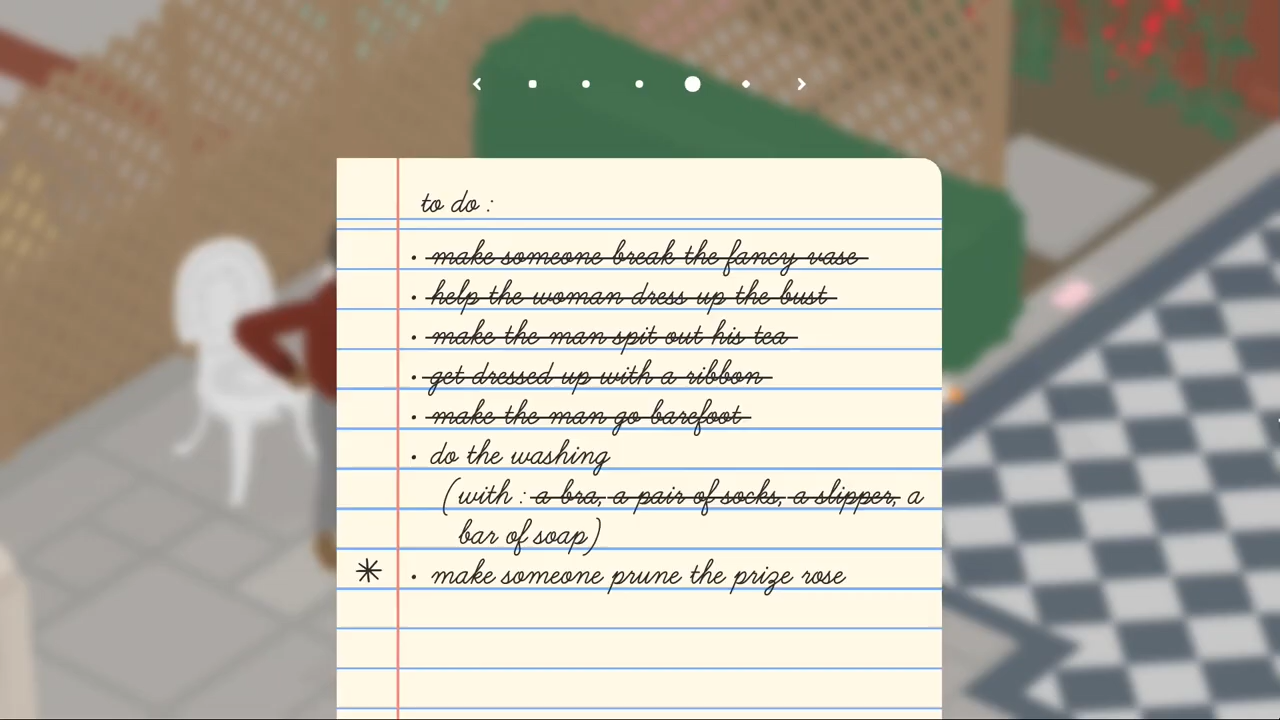 to do :
• make someone break the fancy vase
• help the woman dress up the bust
• make the man spit out his tea
• get dressed up with a ribbon
• make the man go barefoot
• do the washing
(with : a bra, a pair of socks, a slipper, a
bar of soap)
• make someone prune the prize rose